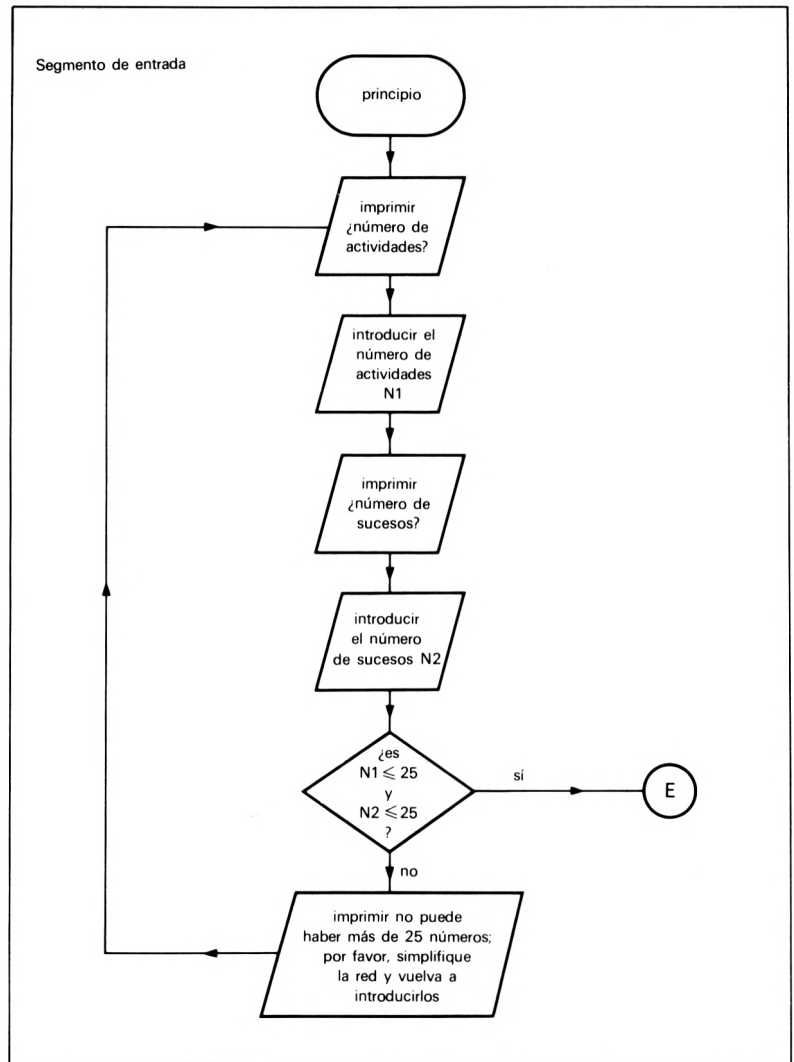 Segmento de entrada
principio
imprimir
¿número de
actividades?
introducir el
número de
actividades
N1
imprimir
¿número de
sucesos?
introducir
el número
de sucesos N2
¿es
N1 ⩽ 25
y
N2 ⩽ 25
?
sí
E
no
imprimir no puede
haber más de 25 números;
por favor, simplifique
la red y vuelva a
introducirlos